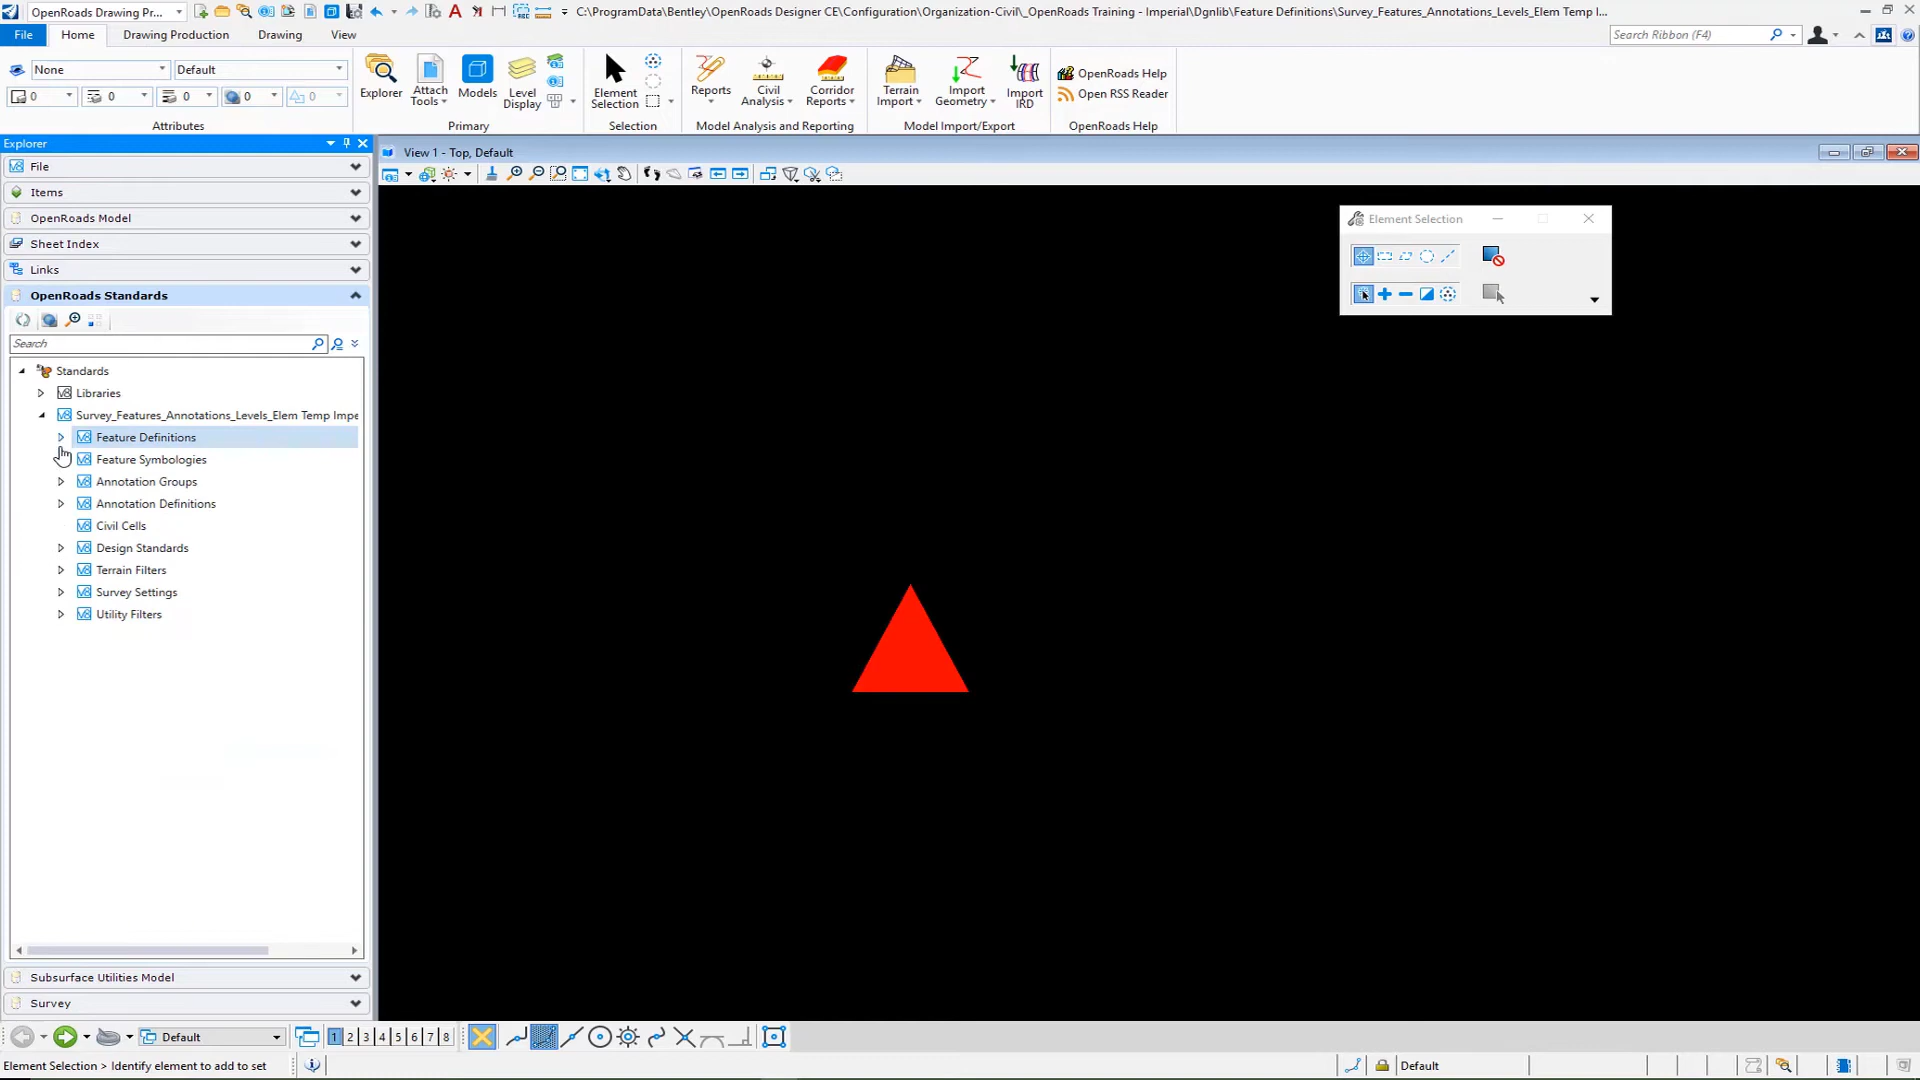 OpenRoads Drawing Pr... C:\ProgramData\Bentley\OpenRoads Designer CE\Configuration\Organization-Civil\_OpenRoads Training - Imperial\Dgnlib\Feature Definitions\Survey_Features_Annotations_Levels_Elem Temp I...
File Home Drawing Production Drawing View Search Ribbon (F4)
None Default
0 0 0 0 0
Attributes
Explorer Attach Tools Models Level Display
Primary
Element Selection
Selection
Reports Civil Analysis Corridor Reports
Model Analysis and Reporting
Terrain Import Import Geometry Import IRD
Model Import/Export
OpenRoads Help
Open RSS Reader
OpenRoads Help
Explorer
File
Items
OpenRoads Model
Sheet Index
Links
OpenRoads Standards
Search
Standards
Libraries
Survey_Features_Annotations_Levels_Elem Temp Impe
Feature Definitions
Feature Symbologies
Annotation Groups
Annotation Definitions
Civil Cells
Design Standards
Terrain Filters
Survey Settings
Utility Filters
Subsurface Utilities Model
Survey
View 1 - Top, Default
Element Selection
Default 1 2 3 4 5 6 7 8
Element Selection > Identify element to add to set Default